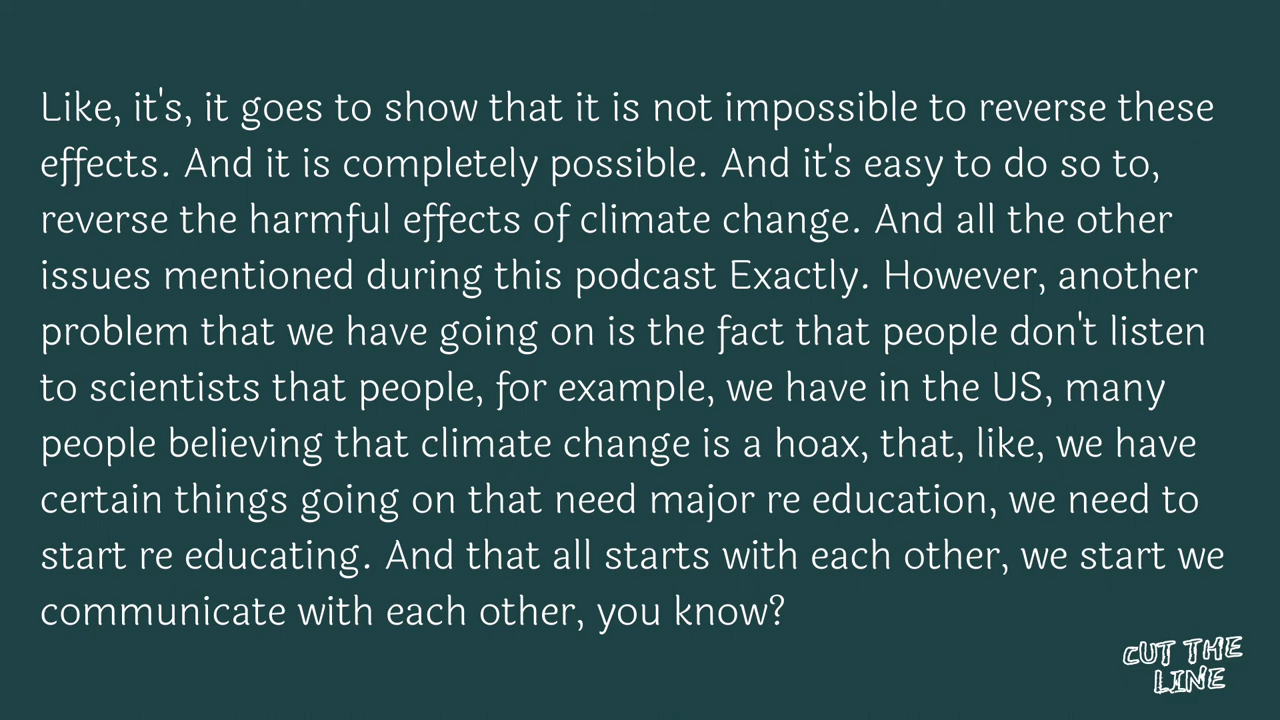 Like, it's, it goes to show that it is not impossible to reverse these
effects. And it is completely possible. And it's easy to do so to,
reverse the harmful effects of climate change. And all the other
issues mentioned during this podcast Exactly. However, another
problem that we have going on is the fact that people don't listen
to scientists that people, for example, we have in the US, many
people believing that climate change is a hoax, that, like, we have
certain things going on that need major re education, we need to
start re educating. And that all starts with each other, we start we
communicate with each other, you know?
CUT THE
LINE